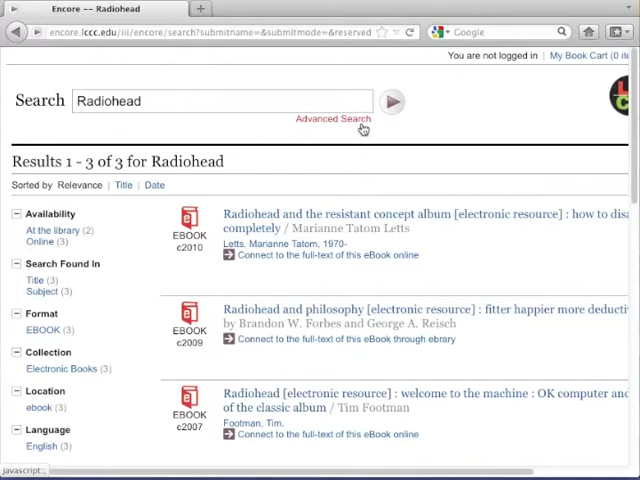 Encore -- Radiohead
encore.lccc.edu/iii/encore/search?submitname=&submitmode=&reserved
Google
You are not logged in | My Book Cart (0 ite
Search Radiohead
Advanced Search
Results 1 - 3 of 3 for Radiohead
Sorted by Relevance | Title | Date
Availability
At the library (2)
Online (3)
Search Found In
Title (3)
Subject (3)
Format
EBOOK (3)
Collection
Electronic Books (3)
Location
ebook (3)
Language
English (3)
EBOOK
c2010
Radiohead and the resistant concept album [electronic resource] : how to disa
completely / Marianne Tatom Letts
Letts, Marianne Tatom, 1970-
Connect to the full-text of this eBook online
EBOOK
c2009
Radiohead and philosophy [electronic resource] : fitter happier more deducti
by Brandon W. Forbes and George A. Reisch
Connect to the full-text of this eBook through ebrary
EBOOK
c2007
Radiohead [electronic resource] : welcome to the machine : OK computer and
of the classic album / Tim Footman
Footman, Tim.
Connect to the full-text of this eBook online
javascript:;